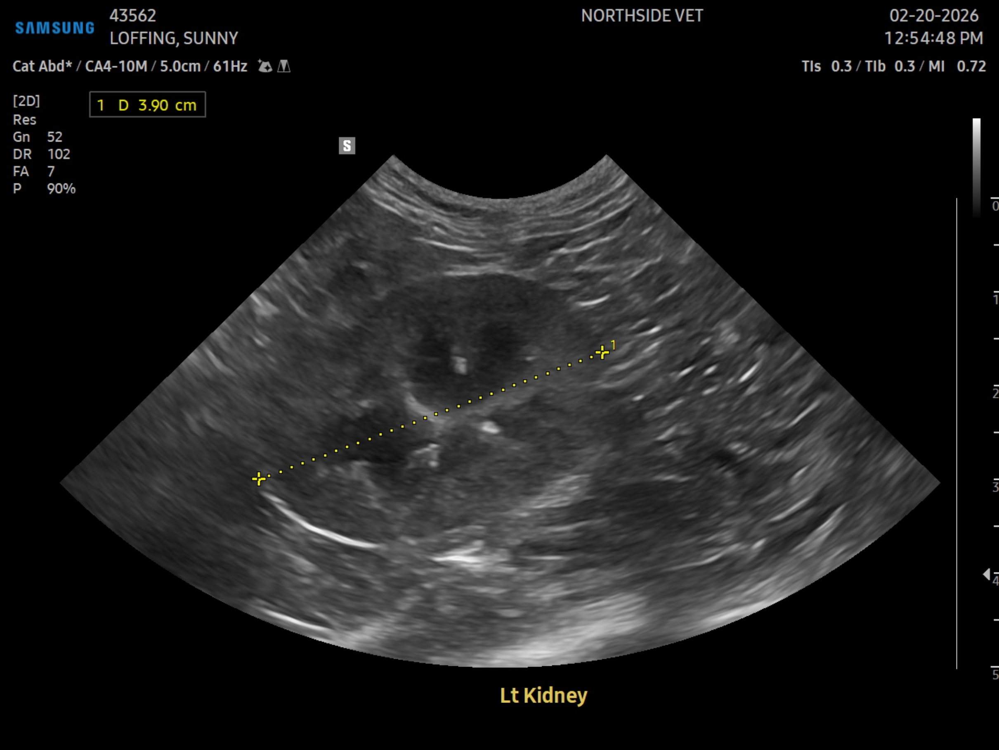 SAMSUNG
43562
LOFFING, SUNNY
NORTHSIDE VET
02-20-2026
12:54:48 PM
Cat Abd* / CA4-10M / 5.0cm / 61Hz
TIs 0.3 / TIb 0.3 / MI 0.72
[2D]
Res
Gn 52
DR 102
FA 7
P 90%
1 D 3.90 cm
S
1
0
1
2
3
4
5
Lt Kidney